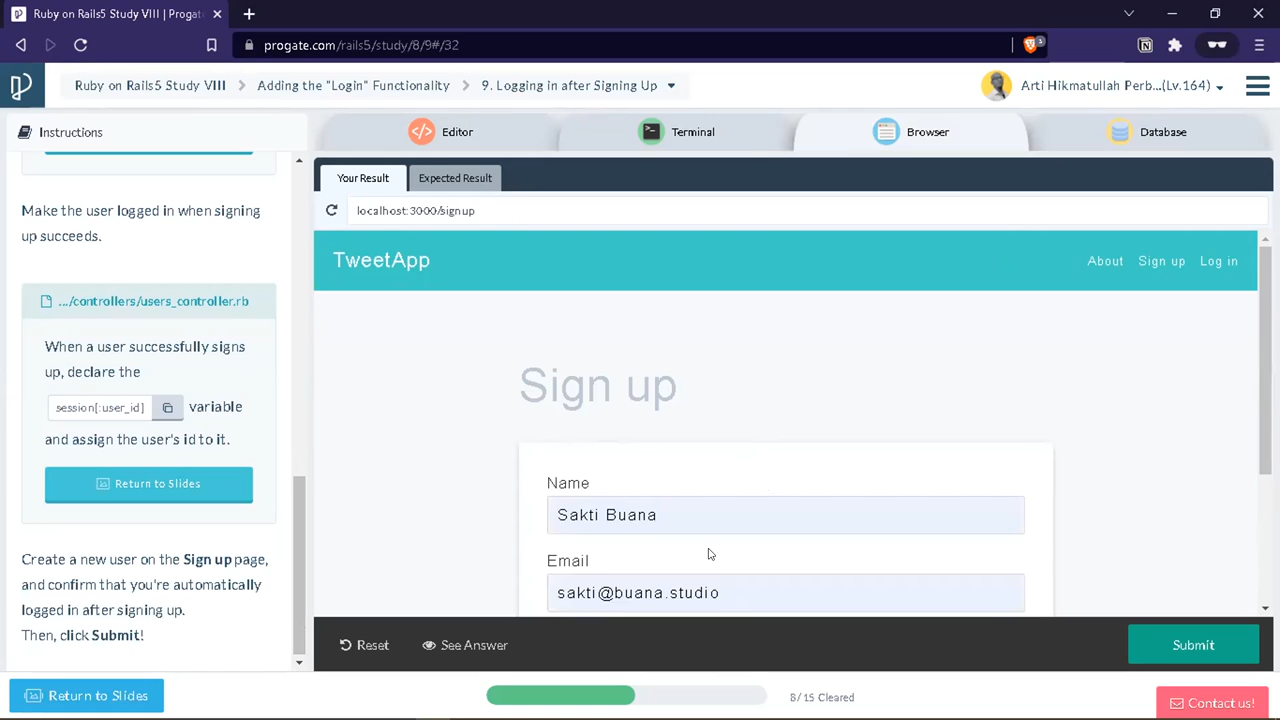 Ruby on Rails5 Study VIII | Progat
progate.com/rails5/study/8/9#/32
3
Ruby on Rails5 Study VIII
Adding the "Login" Functionality
9. Logging in after Signing Up
Arti Hikmatullah Perb...(Lv.164)
Instructions
Editor
Terminal
Browser
Database
Your Result
Expected Result
localhost:3000/signup
Make the user logged in when signing
up succeeds.
.../controllers/users_controller.rb
When a user successfully signs
up, declare the
session[:user_id] variable
and assign the user's id to it.
Return to Slides
Create a new user on the Sign up page,
and confirm that you're automatically
logged in after signing up.
Then, click Submit!
TweetApp
About
Sign up
Log in
Sign up
Name
Sakti Buana
Email
sakti@buana.studio
Reset
See Answer
Submit
Return to Slides
8/15 Cleared
Contact us!